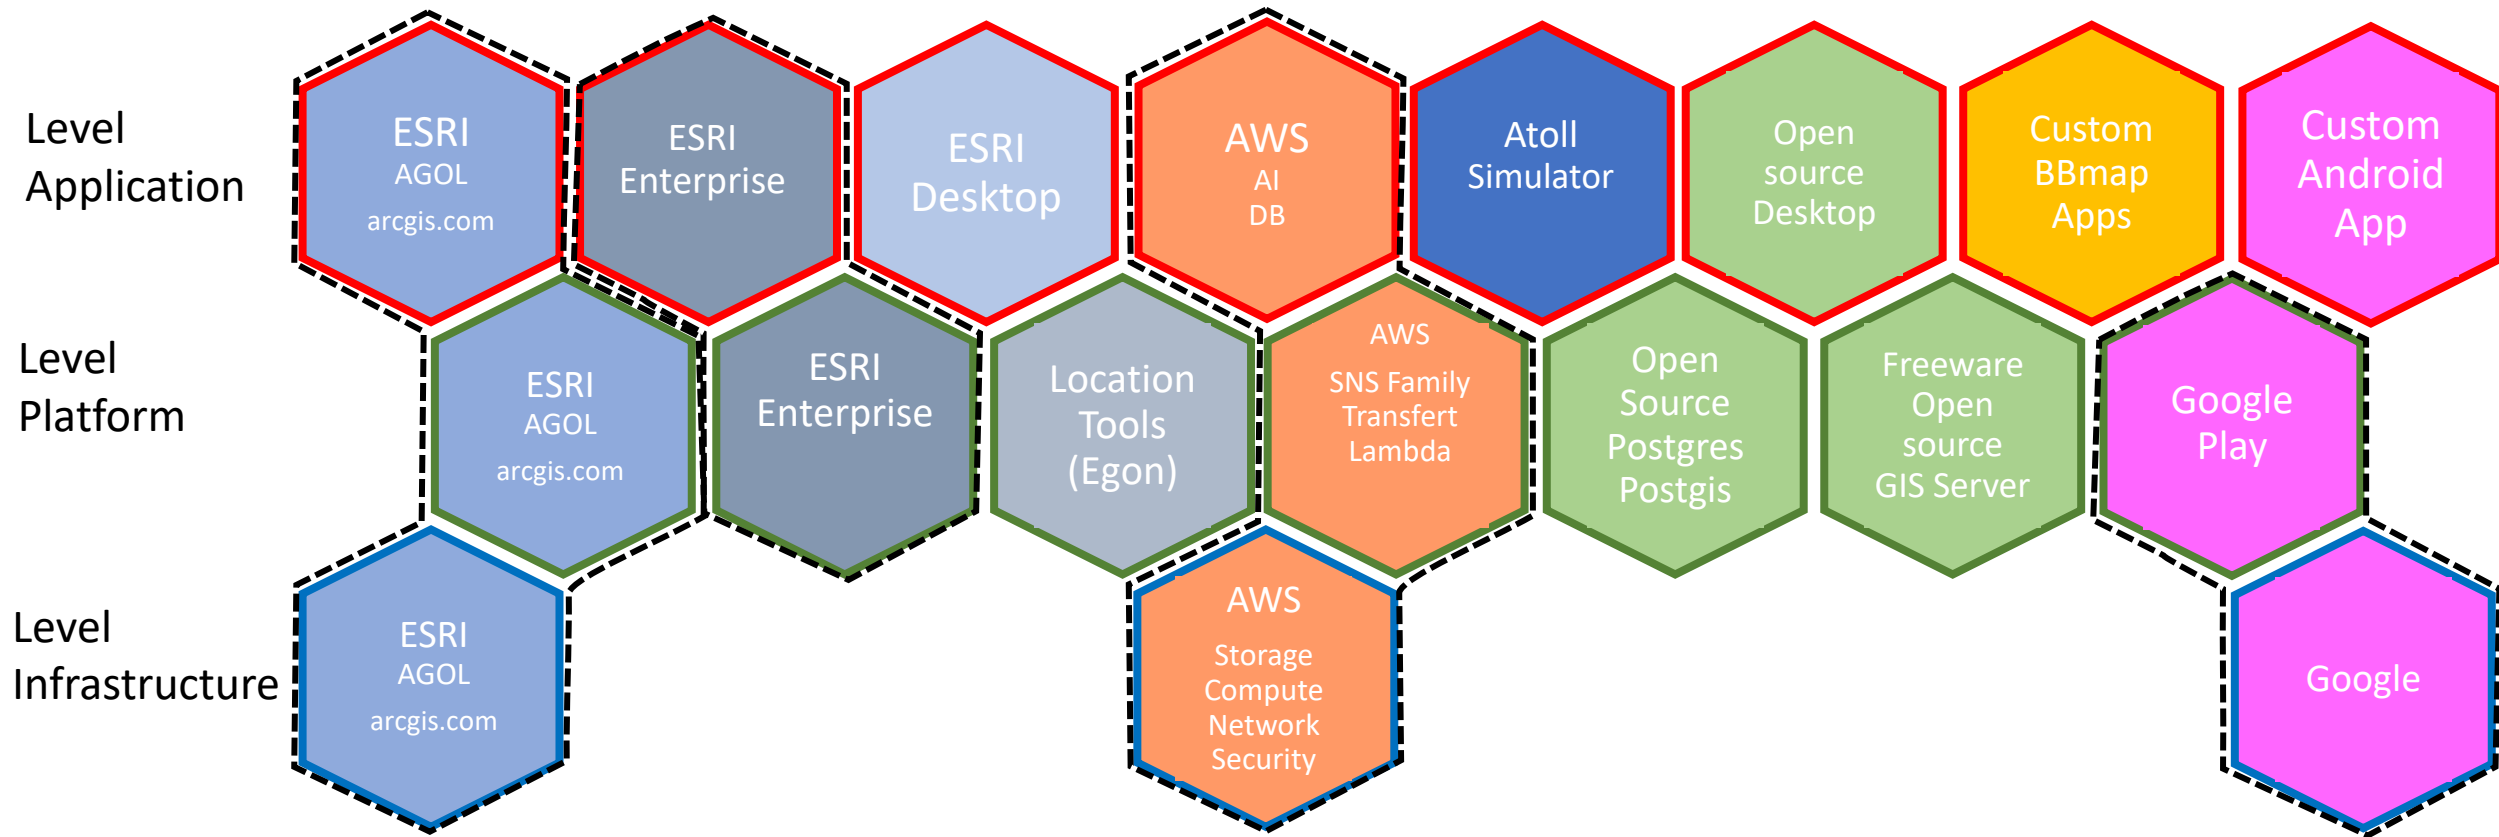 Level
Application
ESRI
AGOL
arcgis.com
ESRI
Enterprise
ESRI
Desktop
AWS
AI
DB
Atoll
Simulator
Open
source
Desktop
Custom
BBmap
Apps
Custom
Android
App
Level
Platform
ESRI
AGOL
arcgis.com
ESRI
Enterprise
Location
Tools
(Egon)
AWS
SNS Family
Transfert
Lambda
Open
Source
Postgres
Postgis
Freeware
Open
source
GIS Server
Google
Play
Level
Infrastructure
ESRI
AGOL
arcgis.com
AWS
Storage
Compute
Network
Security
Google